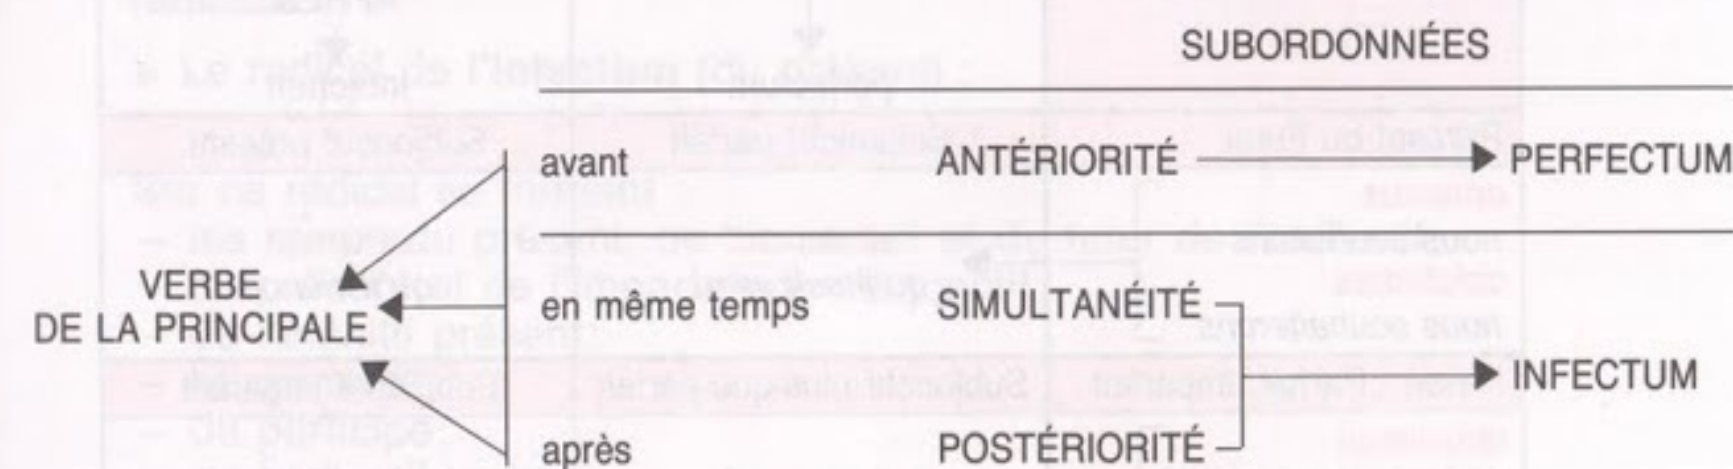 SUBORDONNÉES
avant ANTÉRIORITÉ PERFECTUM
VERBE
DE LA PRINCIPALE
en même temps SIMULTANÉITÉ INFECTUM
après POSTÉRIORITÉ